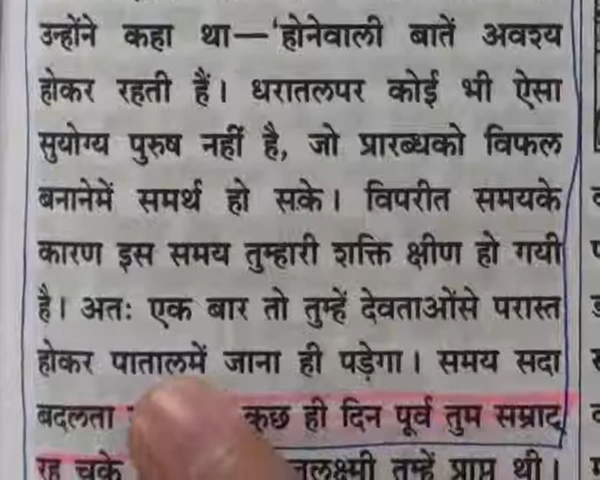 उन्होंने कहा था—'होनेवाली बातें अवश्य
होकर रहती हैं। धरातलपर कोई भी ऐसा
सुयोग्य पुरुष नहीं है, जो प्रारब्धको विफल
बनानेमें समर्थ हो सके। विपरीत समयके
कारण इस समय तुम्हारी शक्ति क्षीण हो गयी
है। अतः एक बार तो तुम्हें देवताओंसे परास्त
होकर पातालमें जाना ही पड़ेगा। समय सदा
बदलता कुछ ही दिन पूर्व तुम सम्राट्
रह चुके तुम्हें प्राप्त थी।